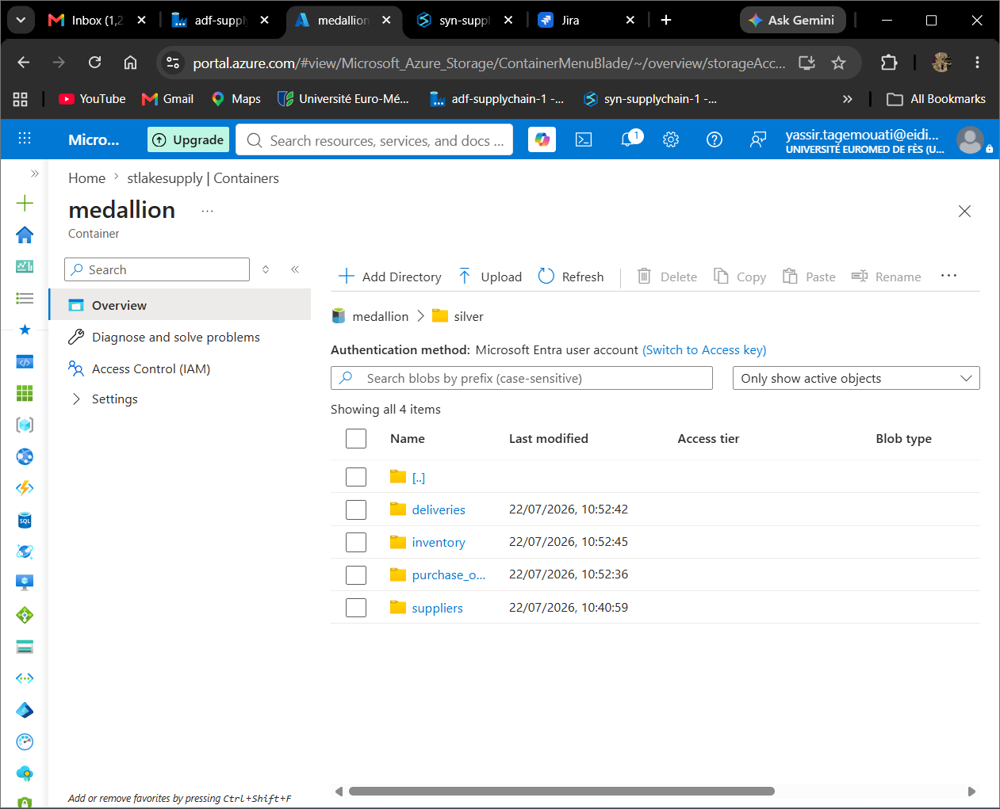 Inbox (1,2
adf-suppl
medallion
syn-suppl
Jira
Ask Gemini
portal.azure.com/#view/Microsoft_Azure_Storage/ContainerMenuBlade/~/overview/storageAcc...
YouTube
Gmail
Maps
Université Euro-Mé...
adf-supplychain-1 -...
syn-supplychain-1 -...
»
All Bookmarks
Micro...
Upgrade
Search resources, services, and docs ...
1
yassir.tagemouati@eidi...
UNIVERSITÉ EUROMED DE FÈS (U...
Home > stlakesupply | Containers
medallion
...
Container
Search
Overview
Diagnose and solve problems
Access Control (IAM)
Settings
Add or remove favorites by pressing Ctrl+Shift+F
Add Directory
Upload
Refresh
Delete
Copy
Paste
Rename
...
medallion > silver
Authentication method: Microsoft Entra user account (Switch to Access key)
Search blobs by prefix (case-sensitive)
Only show active objects
Showing all 4 items
Name Last modified Access tier Blob type
[..]
deliveries 22/07/2026, 10:52:42
inventory 22/07/2026, 10:52:45
purchase_o... 22/07/2026, 10:52:36
suppliers 22/07/2026, 10:40:59
SQL